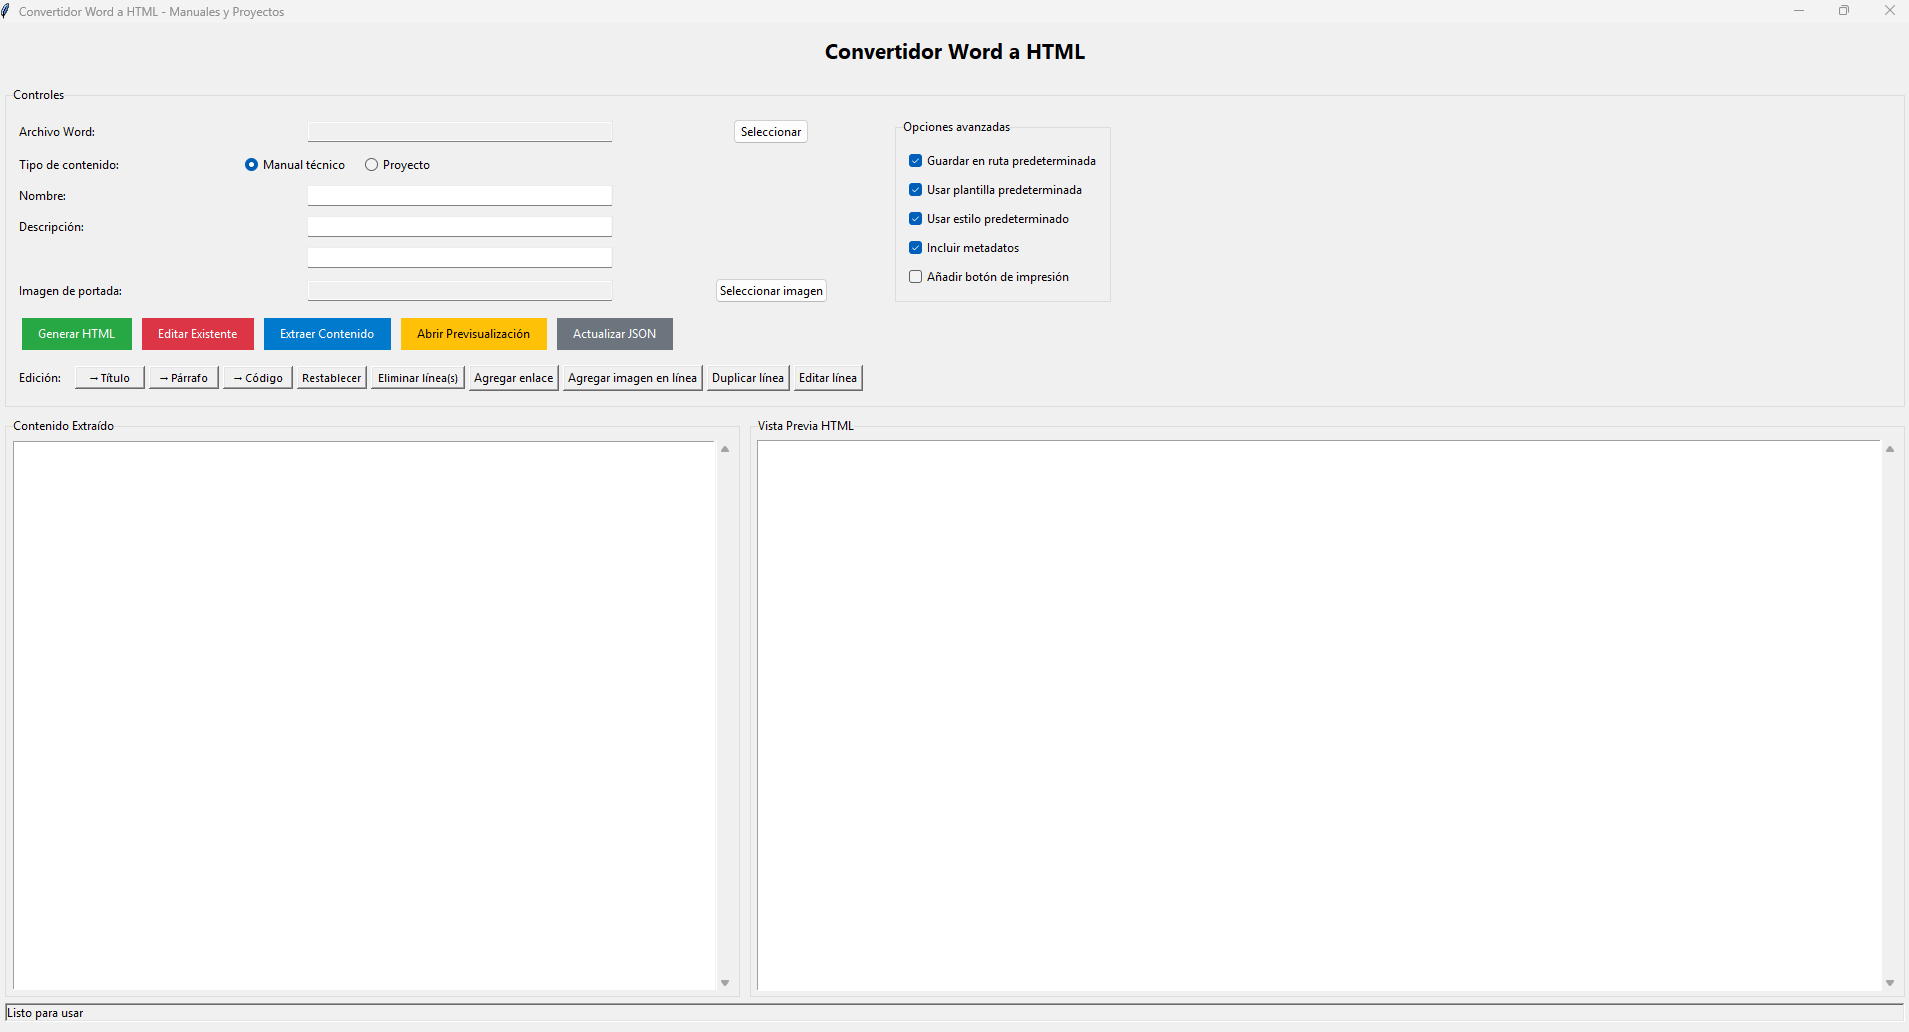 Convertidor Word a HTML - Manuales y Proyectos
Convertidor Word a HTML
Controles
Archivo Word:
Seleccionar
Tipo de contenido:
Manual técnico
Proyecto
Nombre:
Descripción:
Imagen de portada:
Seleccionar imagen
Opciones avanzadas
Guardar en ruta predeterminada
Usar plantilla predeterminada
Usar estilo predeterminado
Incluir metadatos
Añadir botón de impresión
Generar HTML
Editar Existente
Extraer Contenido
Abrir Previsualización
Actualizar JSON
Edición:
→ Título
→ Párrafo
→ Código
Restablecer
Eliminar línea(s)
Agregar enlace
Agregar imagen en línea
Duplicar línea
Editar línea
Contenido Extraído
Vista Previa HTML
Listo para usar